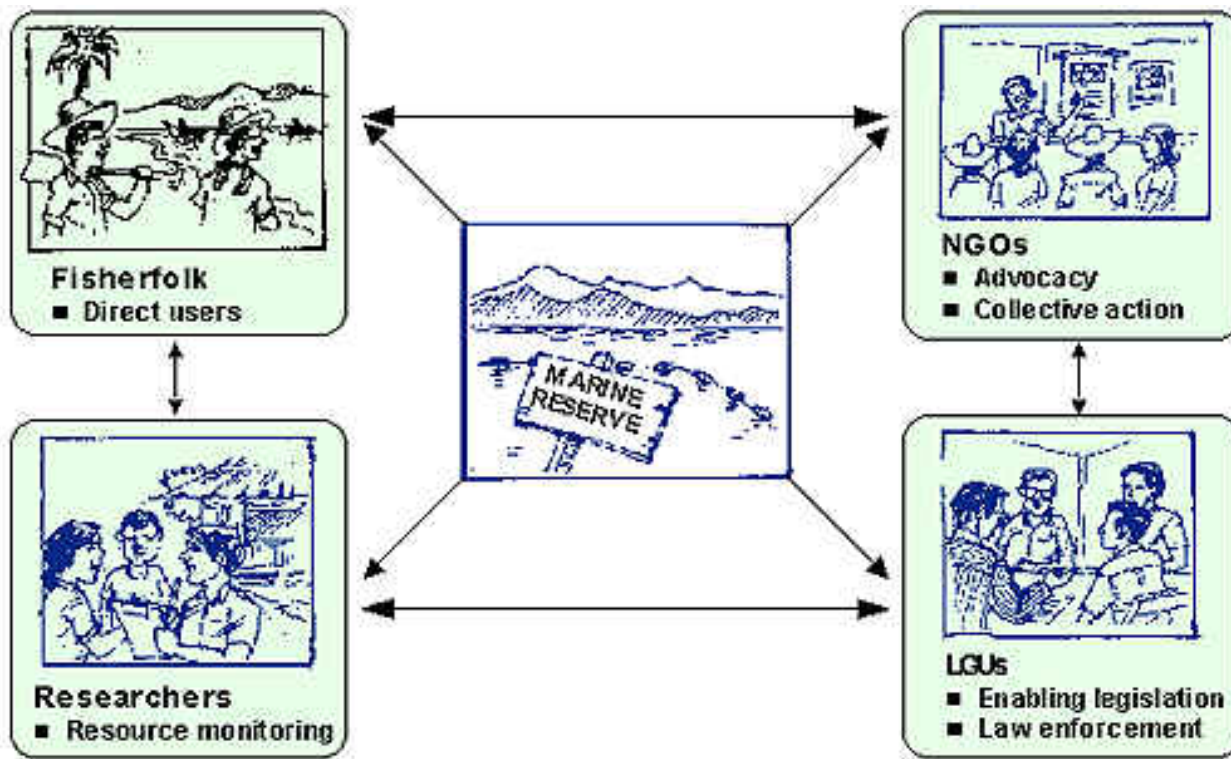 Fisherfolk
■ Direct users
NGOs
■ Advocacy
■ Collective action
MARINE
RESERVE
Researchers
■ Resource monitoring
LGUs
■ Enabling legislation
■ Law enforcement